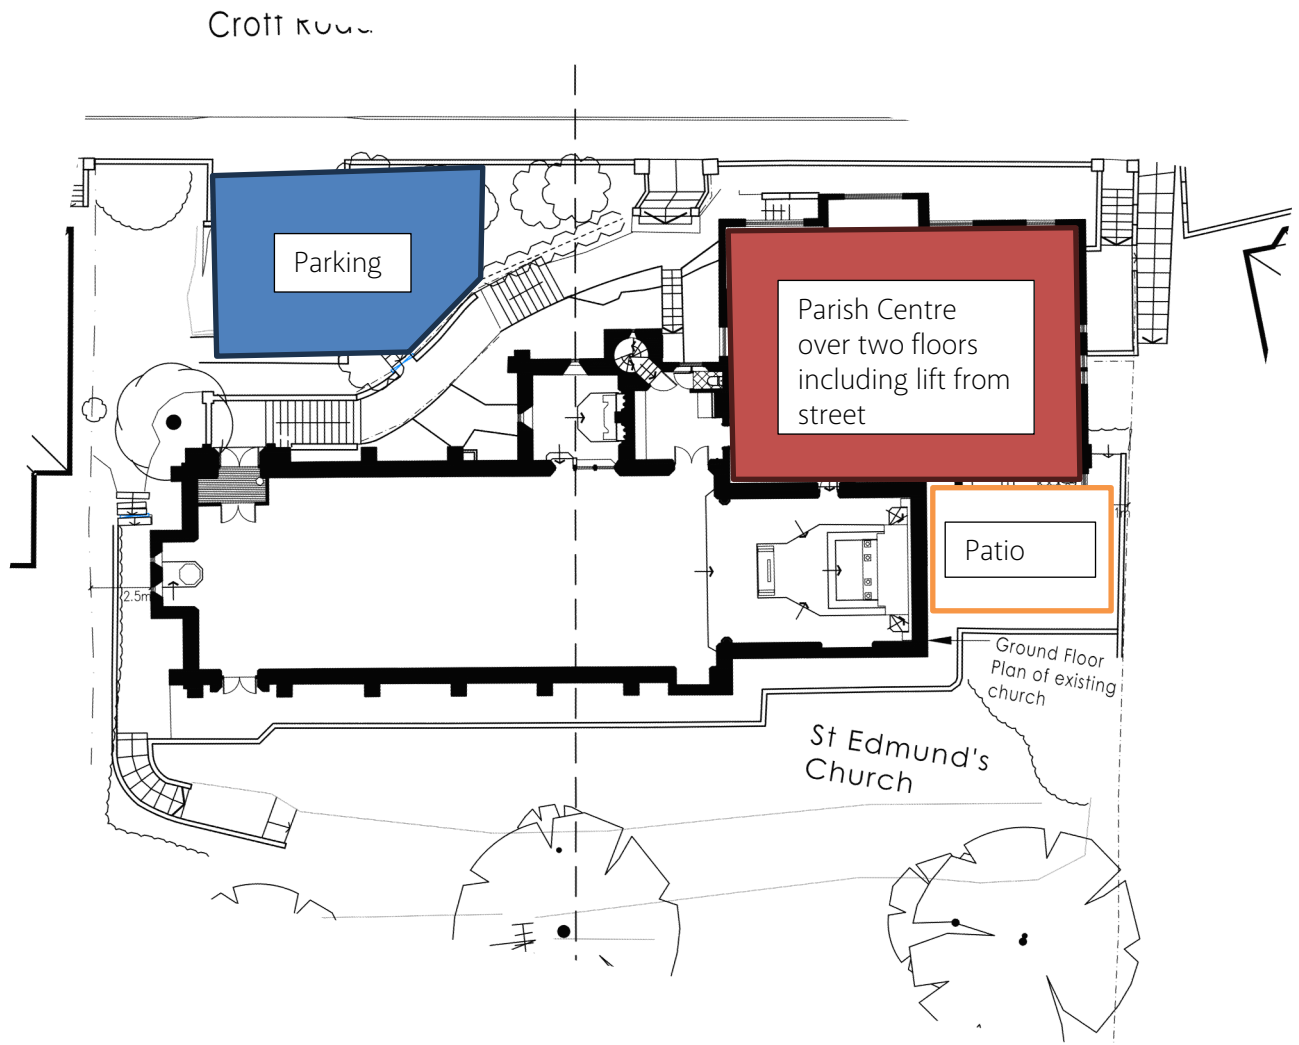 Croft
Parking
Parish Centre
over two floors
including lift from
street
Patio
2.5m
Ground Floor
Plan of existing
church
St Edmund's
Church